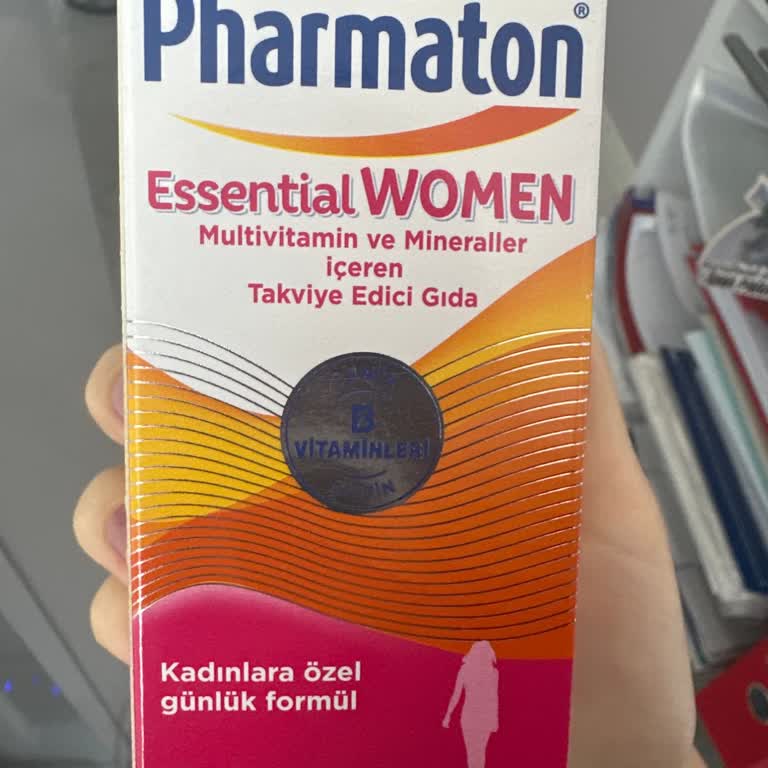 Pharmaton®
Essential WOMEN
Multivitamin ve Mineraller
içeren
Takviye Edici Gıda
B
VİTAMİNLERİ
Kadınlara özel
günlük formül